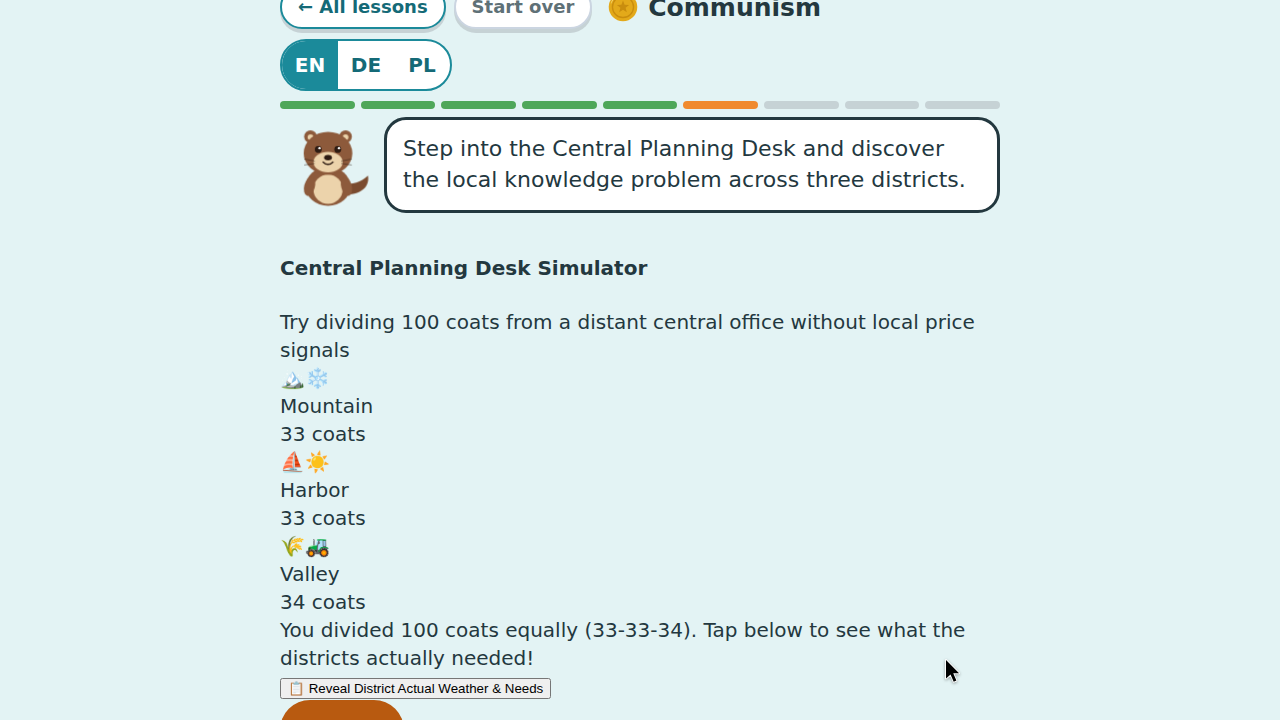 ← All lessons
Start over
Communism
EN DE PL
Step into the Central Planning Desk and discover
the local knowledge problem across three districts.
Central Planning Desk Simulator
Try dividing 100 coats from a distant central office without local price
signals
Mountain
33 coats
Harbor
33 coats
Valley
34 coats
You divided 100 coats equally (33-33-34). Tap below to see what the
districts actually needed!
Reveal District Actual Weather & Needs